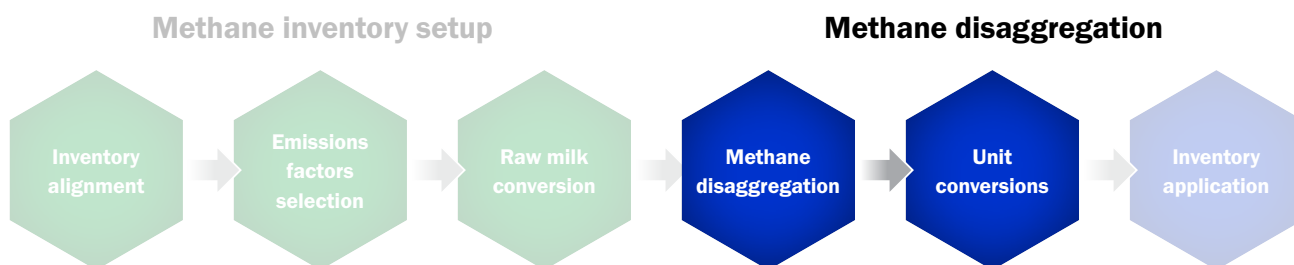 Methane inventory setup
Methane disaggregation
Inventory
alignment
Emissions
factors
selection
Raw milk
conversion
Methane
disaggregation
Unit
conversions
Inventory
application